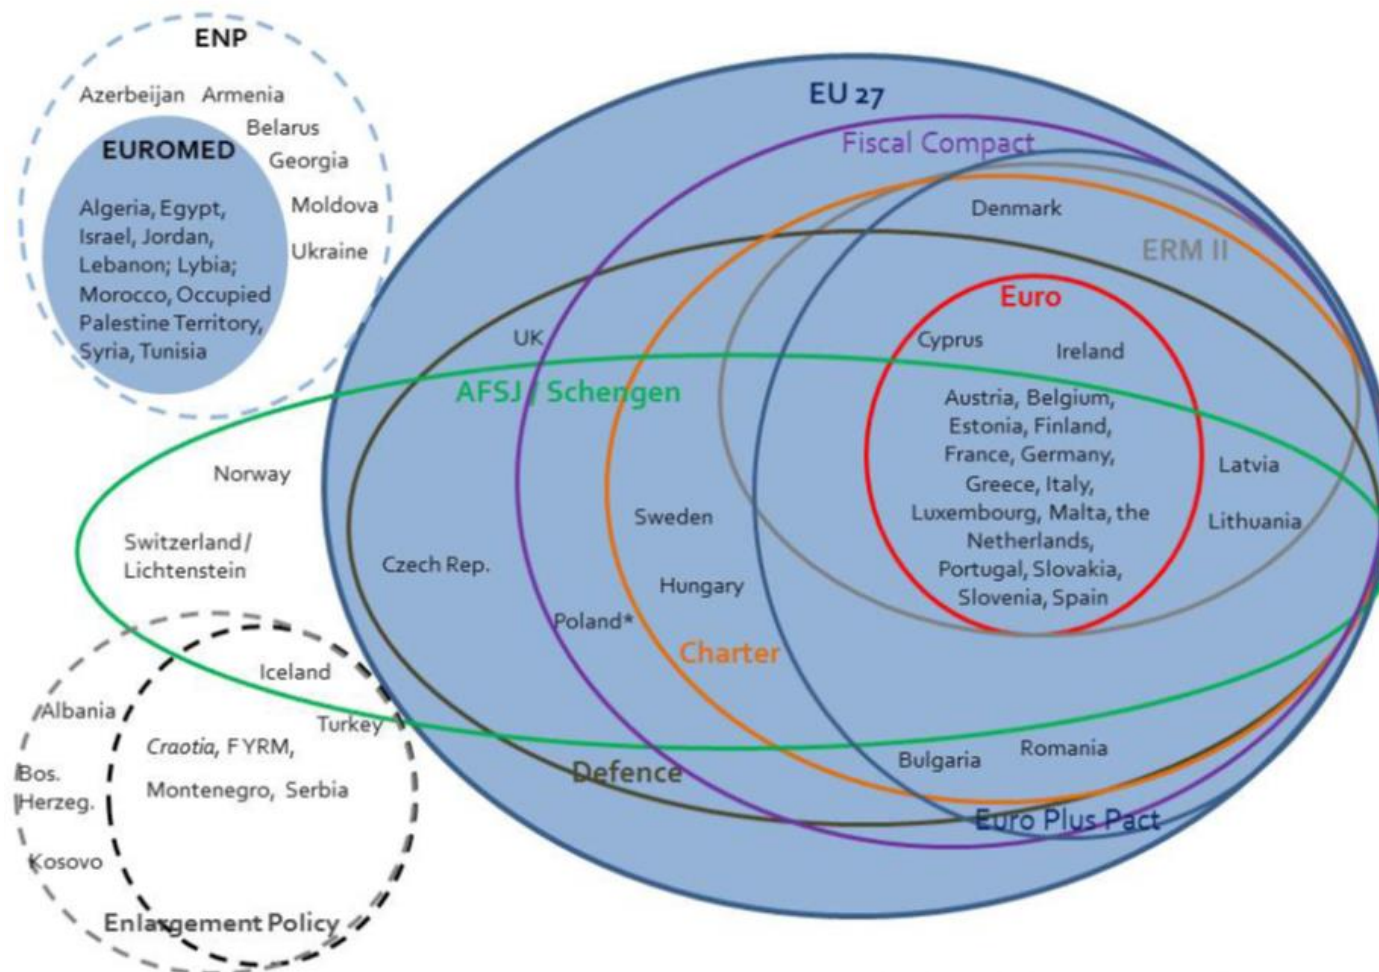 ENP
Azerbeijan Armenia
Belarus
EUROMED
Georgia
Algeria, Egypt,
Israel, Jordan,
Lebanon; Lybia;
Morocco, Occupied
Palestine Territory,
Syria, Tunisia
Moldova
Ukraine
EU 27
Fiscal Compact
Denmark
ERM II
Euro
UK
Cyprus
Ireland
AFSJ / Schengen
Austria, Belgium,
Estonia, Finland,
France, Germany,
Greece, Italy,
Luxembourg, Malta, the
Netherlands,
Portugal, Slovakia,
Slovenia, Spain
Latvia
Lithuania
Norway
Switzerland/
Lichtenstein
Sweden
Czech Rep.
Hungary
Poland*
Charter
Iceland
Albania
Turkey
Craotia, FYRM,
Montenegro, Serbia
Bos.
Herzeg.
Kosovo
Enlargement Policy
Defence
Bulgaria
Romania
Euro Plus Pact